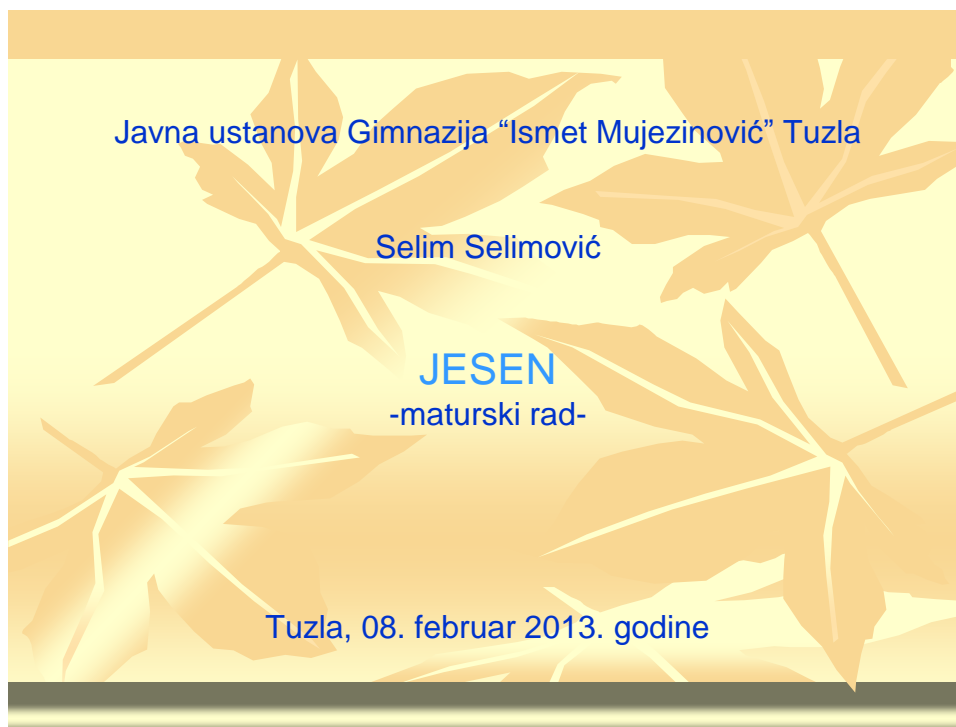 Javna ustanova Gimnazija “Ismet Mujezinović” Tuzla
Selim Selimović
JESEN
-maturski rad-
Tuzla, 08. februar 2013. godine